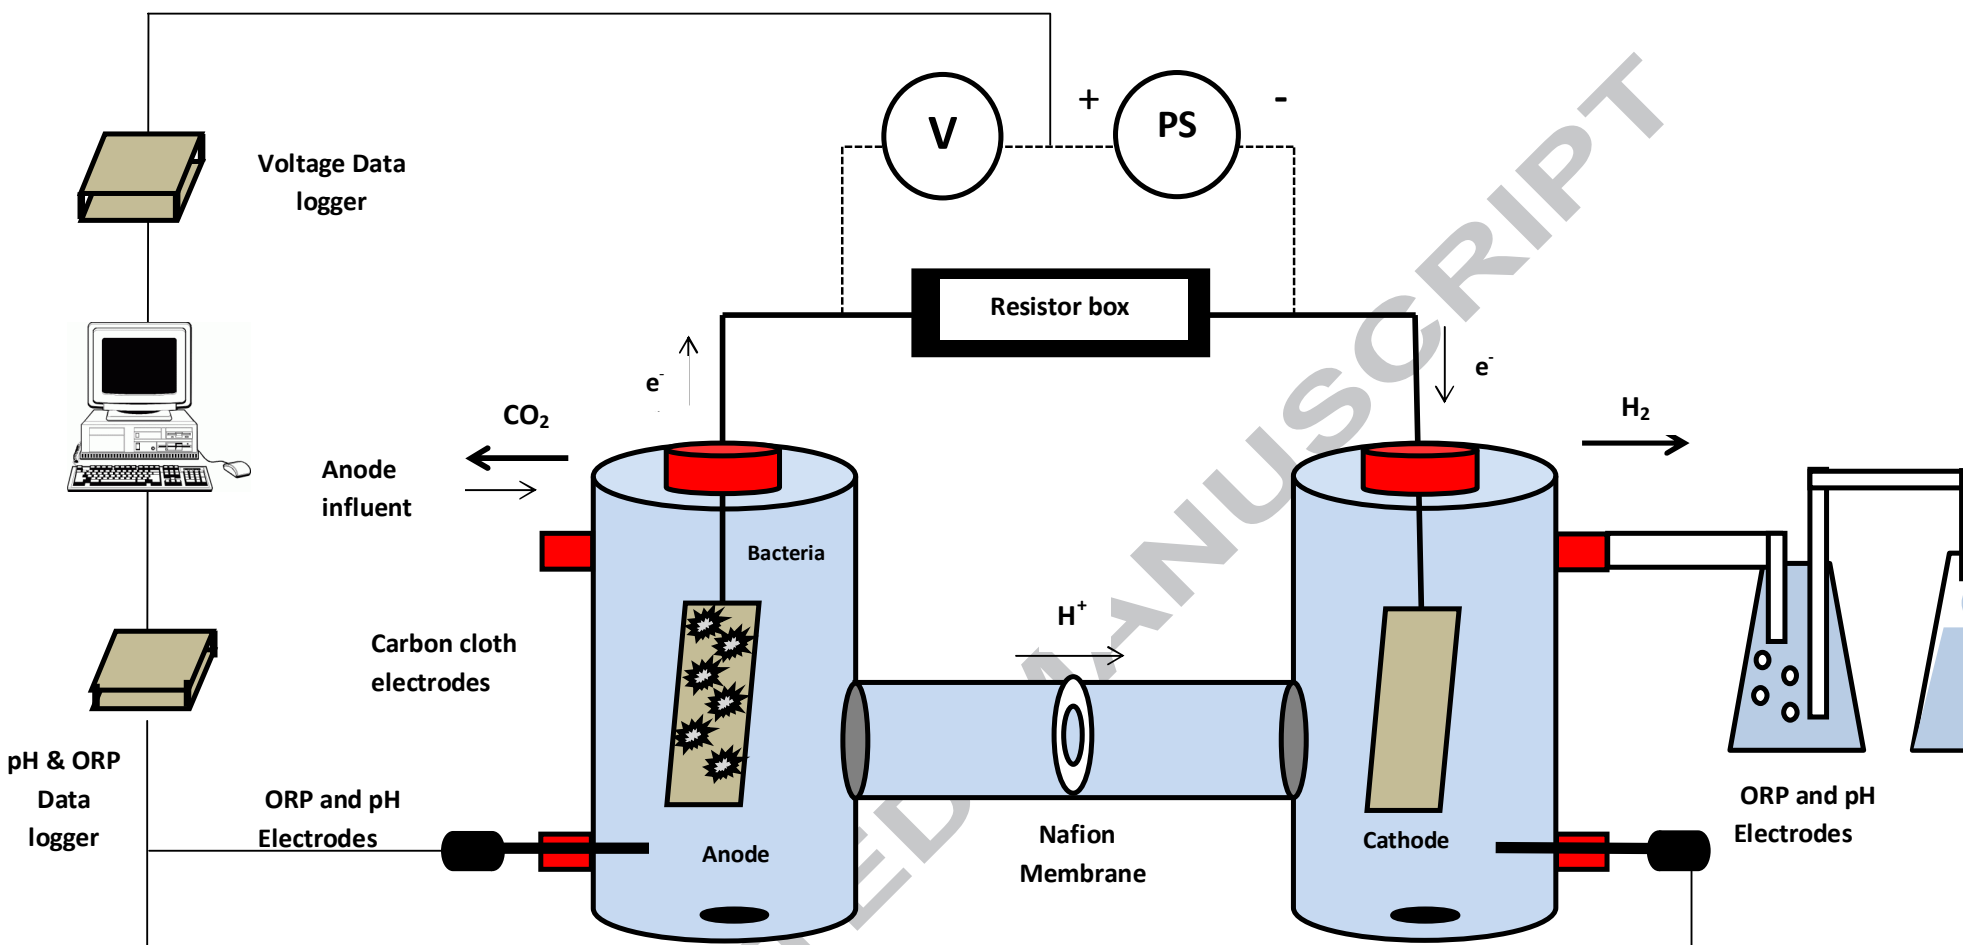 V
+
PS
-
Voltage Data
logger
Resistor box
e-
e-
CO2
H2
Anode
influent
Bacteria
H+
Carbon cloth
electrodes
pH & ORP
Data
logger
ORP and pH
Electrodes
Anode
Nafion
Membrane
Cathode
ORP and pH
Electrodes
ED MANUSCRIPT